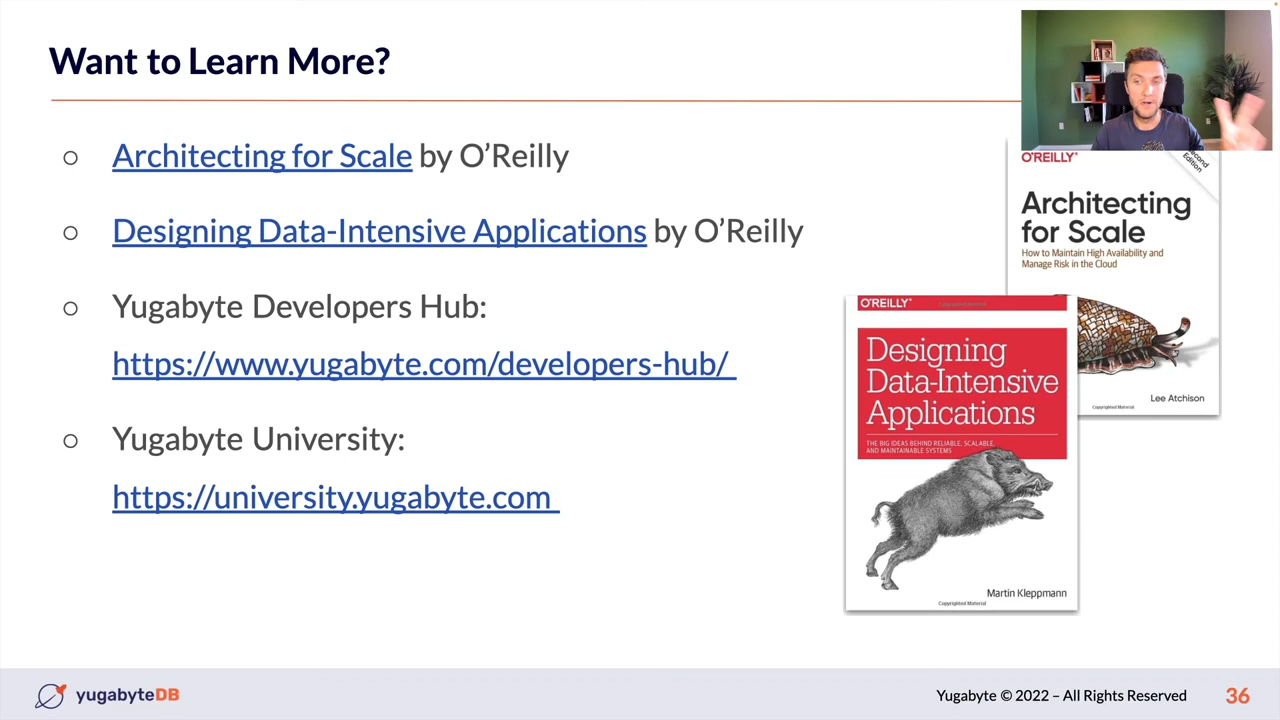 Want to Learn More?
○ Architecting for Scale by O'Reilly
○ Designing Data-Intensive Applications by O'Reilly
○ Yugabyte Developers Hub:
https://www.yugabyte.com/developers-hub/
○ Yugabyte University:
https://university.yugabyte.com
O'REILLY®
Second
Edition
Architecting
for Scale
How to Maintain High Availability and
Manage Risk in the Cloud
Lee Atchison
Copyrighted Material
O'REILLY®
Copyrighted Material
Designing
Data-Intensive
Applications
THE BIG IDEAS BEHIND RELIABLE, SCALABLE,
AND MAINTAINABLE SYSTEMS
Martin Kleppmann
Copyrighted Material
yugabyteDB
Yugabyte © 2022 – All Rights Reserved
36